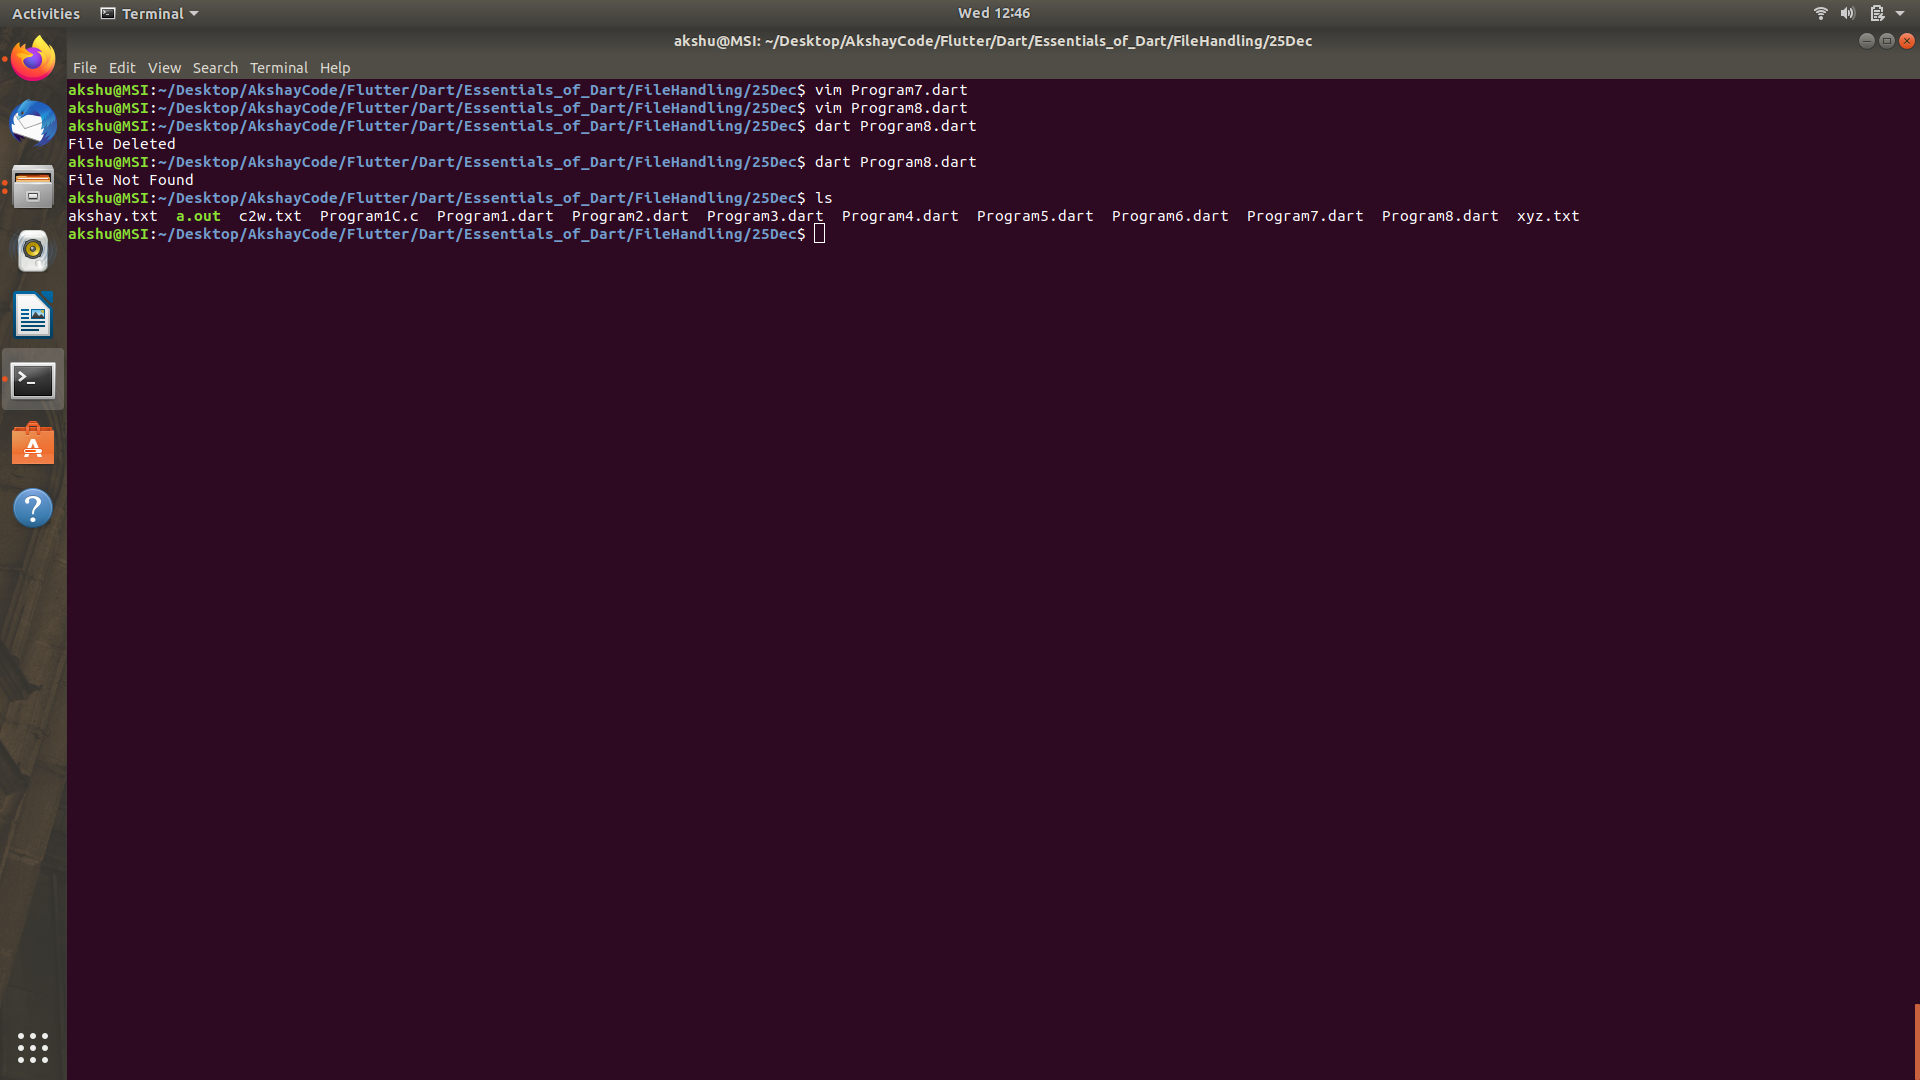 Activities Terminal Wed 12:46
akshu@MSI: ~/Desktop/AkshayCode/Flutter/Dart/Essentials_of_Dart/FileHandling/25Dec
File Edit View Search Terminal Help
akshu@MSI:~/Desktop/AkshayCode/Flutter/Dart/Essentials_of_Dart/FileHandling/25Dec$ vim Program7.dart
akshu@MSI:~/Desktop/AkshayCode/Flutter/Dart/Essentials_of_Dart/FileHandling/25Dec$ vim Program8.dart
akshu@MSI:~/Desktop/AkshayCode/Flutter/Dart/Essentials_of_Dart/FileHandling/25Dec$ dart Program8.dart
File Deleted
akshu@MSI:~/Desktop/AkshayCode/Flutter/Dart/Essentials_of_Dart/FileHandling/25Dec$ dart Program8.dart
File Not Found
akshu@MSI:~/Desktop/AkshayCode/Flutter/Dart/Essentials_of_Dart/FileHandling/25Dec$ ls
akshay.txt a.out c2w.txt Program1C.c Program1.dart Program2.dart Program3.dart Program4.dart Program5.dart Program6.dart Program7.dart Program8.dart xyz.txt
akshu@MSI:~/Desktop/AkshayCode/Flutter/Dart/Essentials_of_Dart/FileHandling/25Dec$